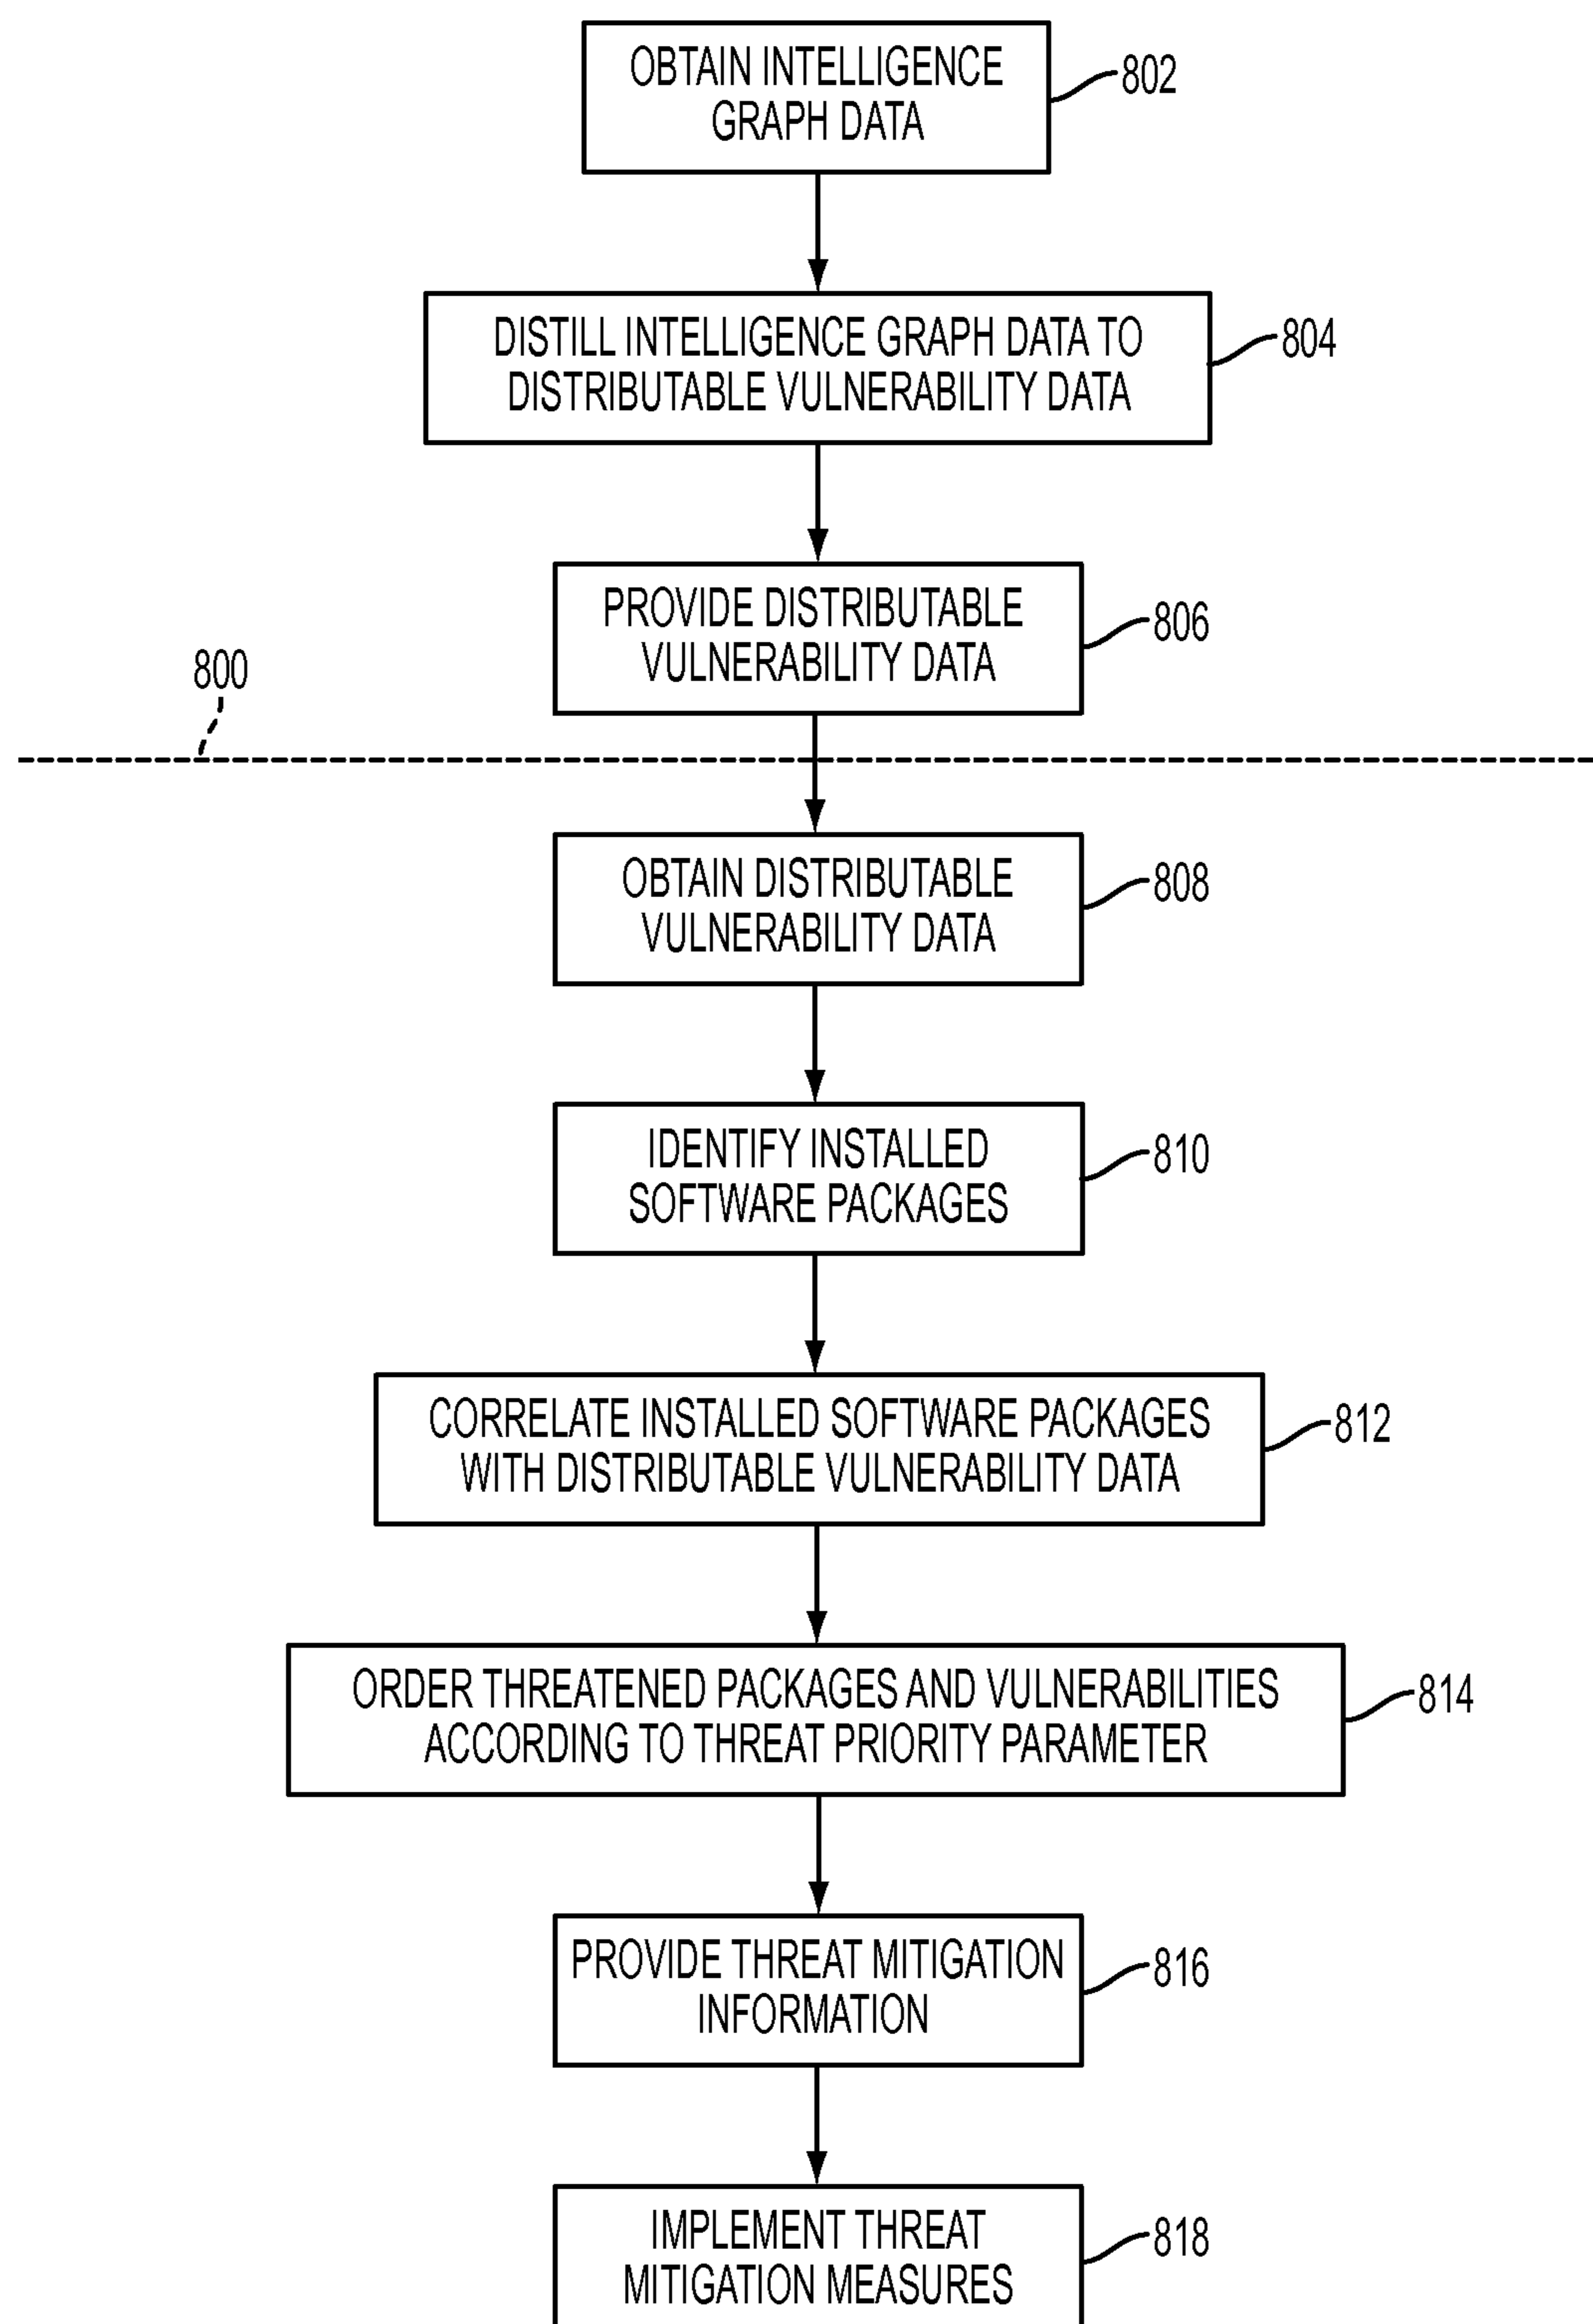 OBTAIN INTELLIGENCE
GRAPH DATA
802
DISTILL INTELLIGENCE GRAPH DATA TO
DISTRIBUTABLE VULNERABILITY DATA
804
PROVIDE DISTRIBUTABLE
VULNERABILITY DATA
806
800
OBTAIN DISTRIBUTABLE
VULNERABILITY DATA
808
IDENTIFY INSTALLED
SOFTWARE PACKAGES
810
CORRELATE INSTALLED SOFTWARE PACKAGES
WITH DISTRIBUTABLE VULNERABILITY DATA
812
ORDER THREATENED PACKAGES AND VULNERABILITIES
ACCORDING TO THREAT PRIORITY PARAMETER
814
PROVIDE THREAT MITIGATION
INFORMATION
816
IMPLEMENT THREAT
MITIGATION MEASURES
818